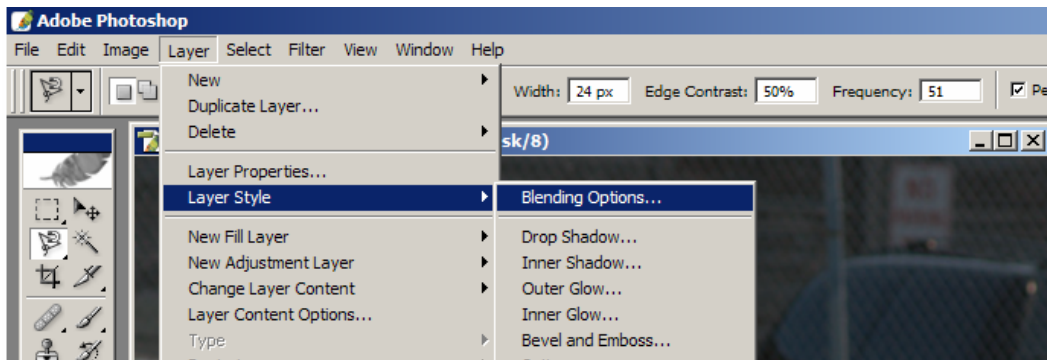 Adobe Photoshop
File Edit Image Layer Select Filter View Window Help
Width: 24 px Edge Contrast: 50% Frequency: 51 Pe
New
Duplicate Layer...
Delete
sk/8)
Layer Properties...
Layer Style
Blending Options...
New Fill Layer
Drop Shadow...
New Adjustment Layer
Inner Shadow...
Change Layer Content
Outer Glow...
Layer Content Options...
Inner Glow...
Type
Bevel and Emboss...